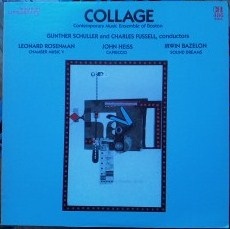 COLLAGE
Contemporary Music Ensemble of Boston
GUNTHER SCHULLER and CHARLES FUSSELL, conductors
LEONARD ROSENMAN JOHN HEISS IRWIN BAZELON
CHAMBER MUSIC V CAPRICCIO SOUND DREAMS